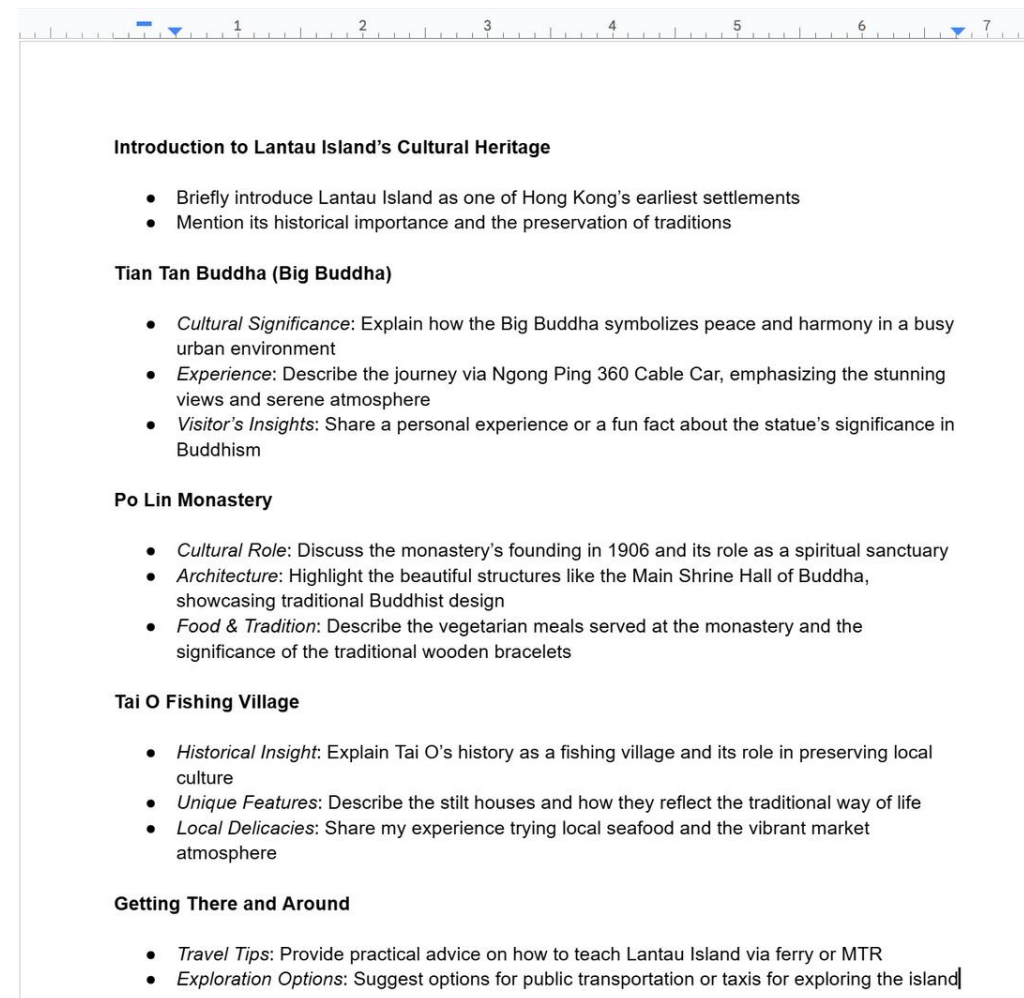 1 2 3 4 5 6 7
Introduction to Lantau Island’s Cultural Heritage
● Briefly introduce Lantau Island as one of Hong Kong’s earliest settlements
● Mention its historical importance and the preservation of traditions
Tian Tan Buddha (Big Buddha)
● Cultural Significance: Explain how the Big Buddha symbolizes peace and harmony in a busy
urban environment
● Experience: Describe the journey via Ngong Ping 360 Cable Car, emphasizing the stunning
views and serene atmosphere
● Visitor’s Insights: Share a personal experience or a fun fact about the statue’s significance in
Buddhism
Po Lin Monastery
● Cultural Role: Discuss the monastery’s founding in 1906 and its role as a spiritual sanctuary
● Architecture: Highlight the beautiful structures like the Main Shrine Hall of Buddha,
showcasing traditional Buddhist design
● Food & Tradition: Describe the vegetarian meals served at the monastery and the
significance of the traditional wooden bracelets
Tai O Fishing Village
● Historical Insight: Explain Tai O’s history as a fishing village and its role in preserving local
culture
● Unique Features: Describe the stilt houses and how they reflect the traditional way of life
● Local Delicacies: Share my experience trying local seafood and the vibrant market
atmosphere
Getting There and Around
● Travel Tips: Provide practical advice on how to teach Lantau Island via ferry or MTR
● Exploration Options: Suggest options for public transportation or taxis for exploring the island